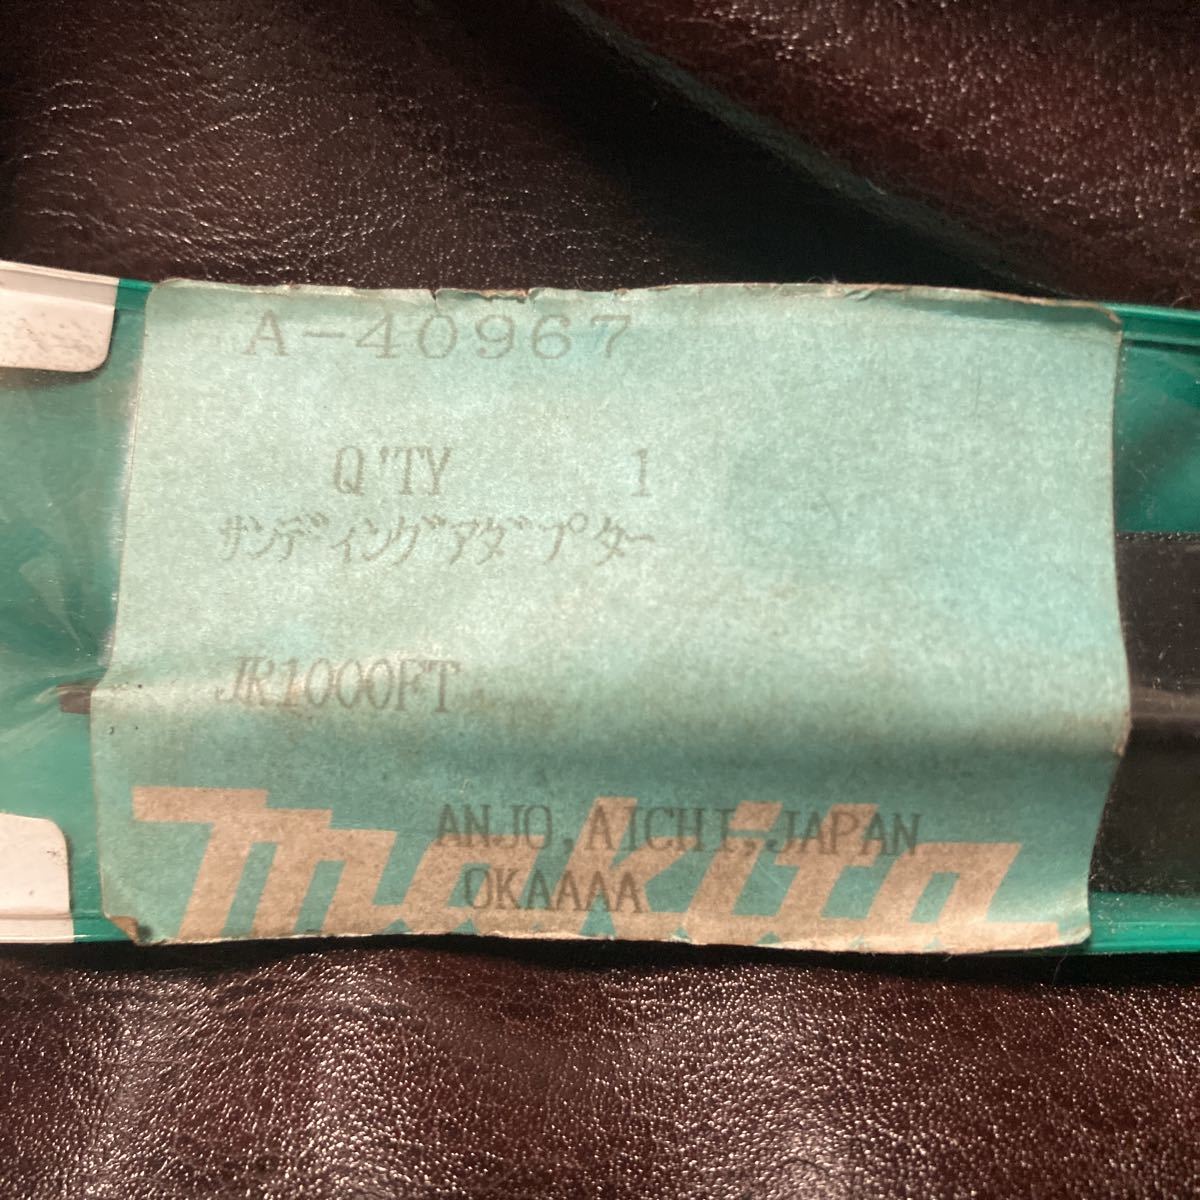 A-40967
Q'TY 1
サンディングアダプター
JR1000FT
makita
ANJO,AICHI,JAPAN
OKAAAA